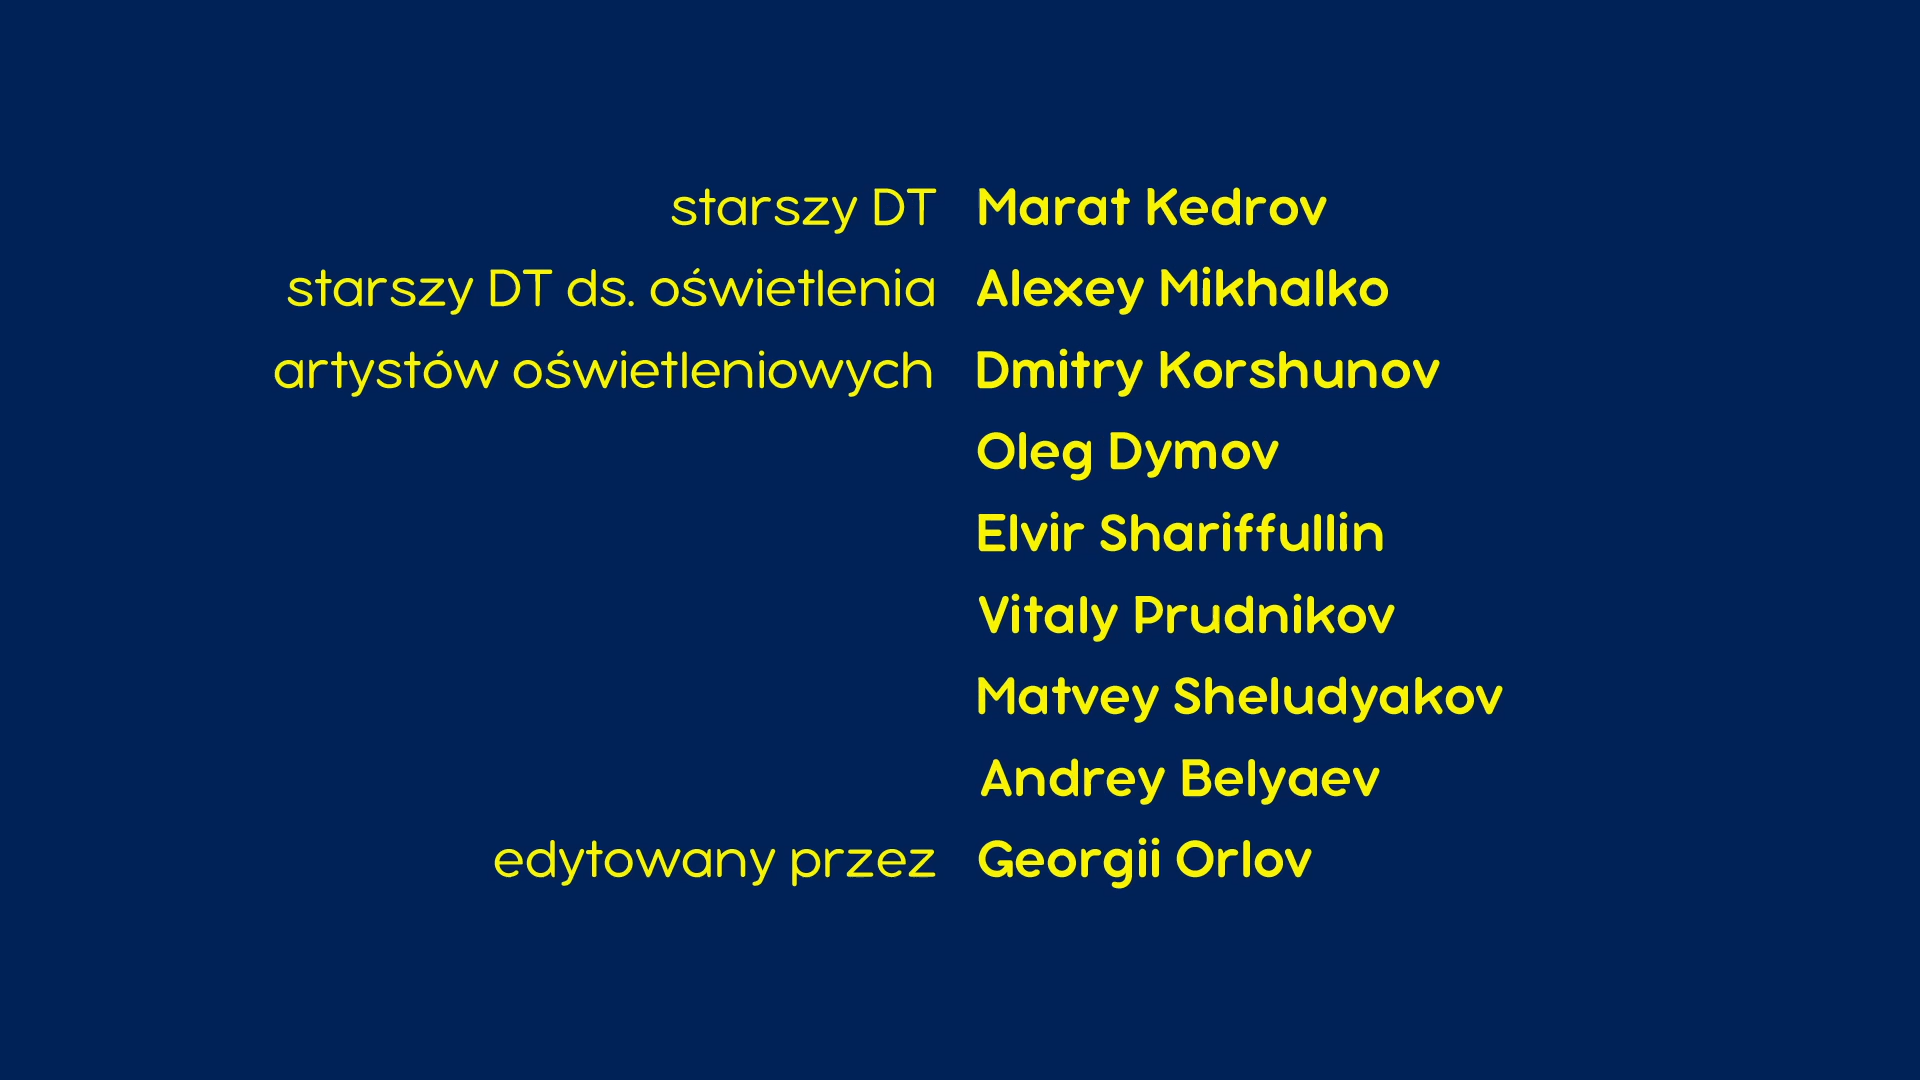 starszy DT Marat Kedrov
starszy DT ds. oświetlenia Alexey Mikhalko
artystów oświetleniowych Dmitry Korshunov
Oleg Dymov
Elvir Shariffullin
Vitaly Prudnikov
Matvey Sheludyakov
Andrey Belyaev
edytowany przez Georgii Orlov